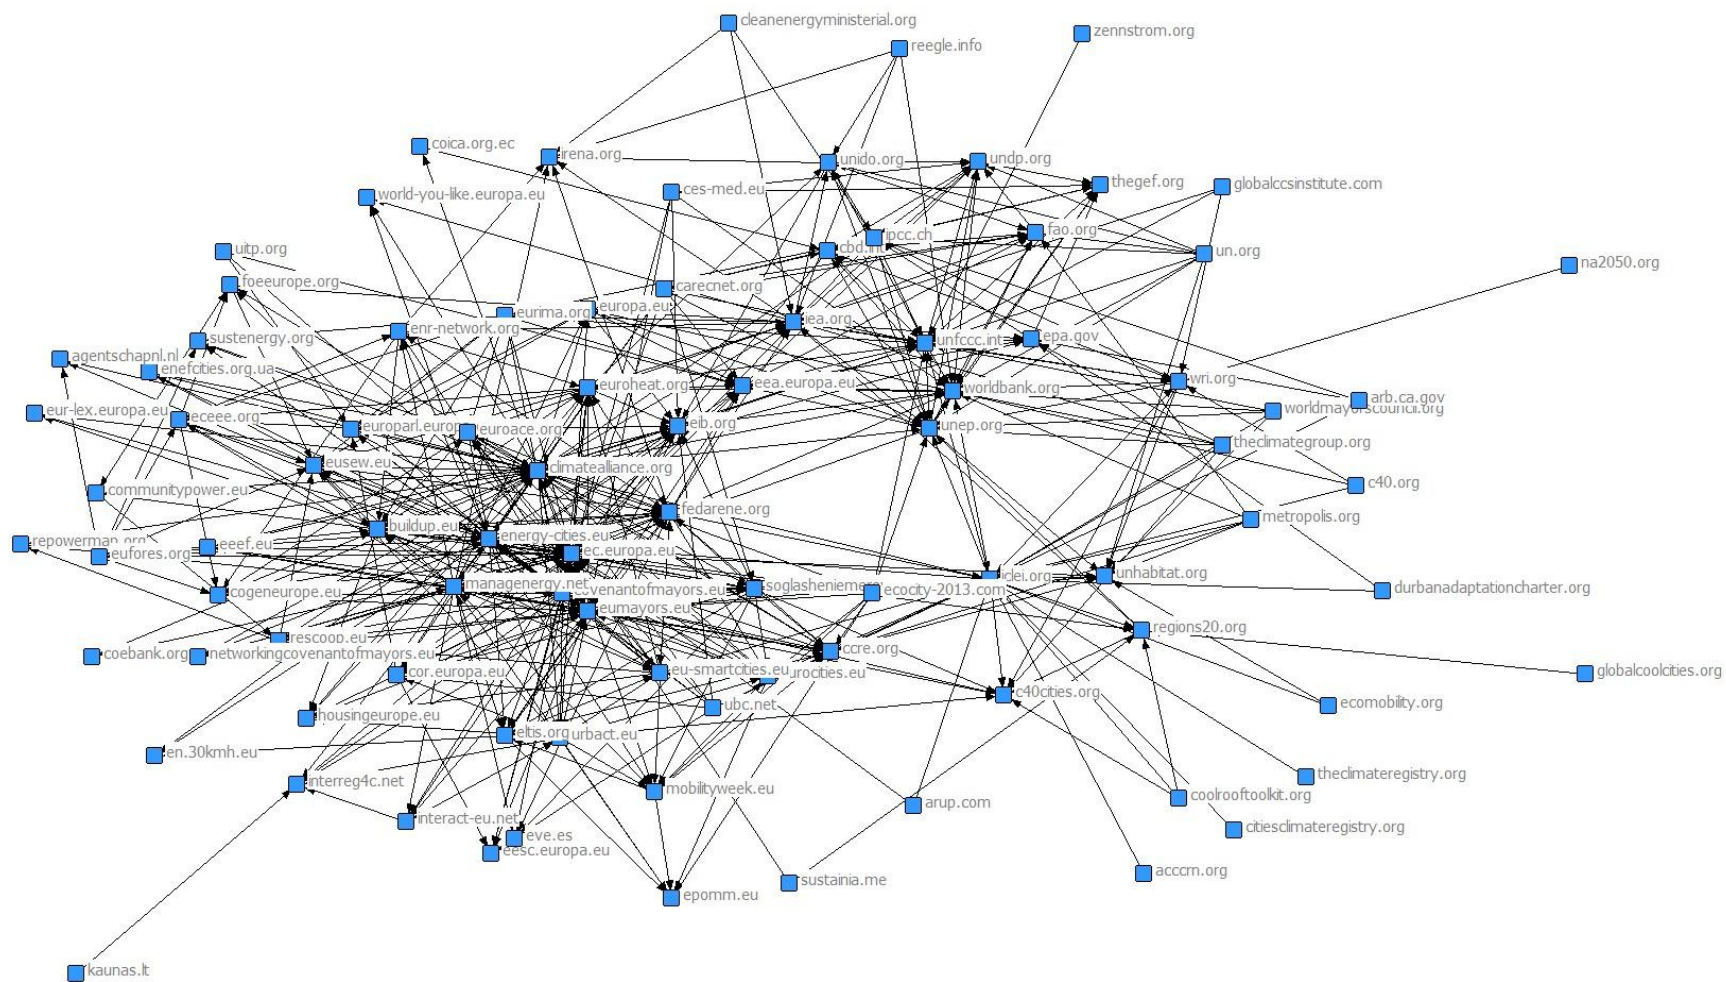 cleanenergyministerial.org
reegle.info
zennstrom.org
coica.org.ec
irena.org
unido.org
undp.org
thegef.org
globalccsinstitute.com
world-you-like.europa.eu
ces-med.eu
ipcc.ch
fao.org
cbd.int
uitp.org
un.org
na2050.org
foeeurope.org
carecnet.org
eurima.org
europa.eu
iea.org
enr-network.org
sustenergy.org
unfccc.int
epa.gov
agentschapnl.nl
enefcities.org.ua
euroheat.org
eea.europa.eu
worldbank.org
wri.org
arb.ca.gov
eur-lex.europa.eu
eceee.org
europarl.europa
euroace.org
eib.org
unep.org
worldmayorscouncil.org
theclimategroup.org
eusew.eu
climatealliance.org
communitypower.eu
c40.org
fedarene.org
metropolis.org
buildup.eu
energy-cities.eu
repowermap.org
eufores.org
eeef.eu
ec.europa.eu
cogeneurope.eu
managenergy.net
covenantofmayors.eu
soglasheniemero
ecocity-2013.com
iclei.org
unhabitat.org
durbanadaptationcharter.org
eumayors.eu
regions20.org
rescoop.eu
coebank.org
networkingcovenantofmayors.eu
ccre.org
cor.europa.eu
eu-smartcities.eu
urocities.eu
globalcoolcities.org
c40cities.org
ubc.net
ecomobility.org
housingeurope.eu
eltis.org
urbact.eu
en.30kmh.eu
interreg4c.net
mobilityweek.eu
theclimateregistry.org
arup.com
coolrooftoolkit.org
interact-eu.net
eve.es
citiesclimateregistry.org
eesc.europa.eu
acccrn.org
sustainia.me
epomm.eu
kaunas.lt